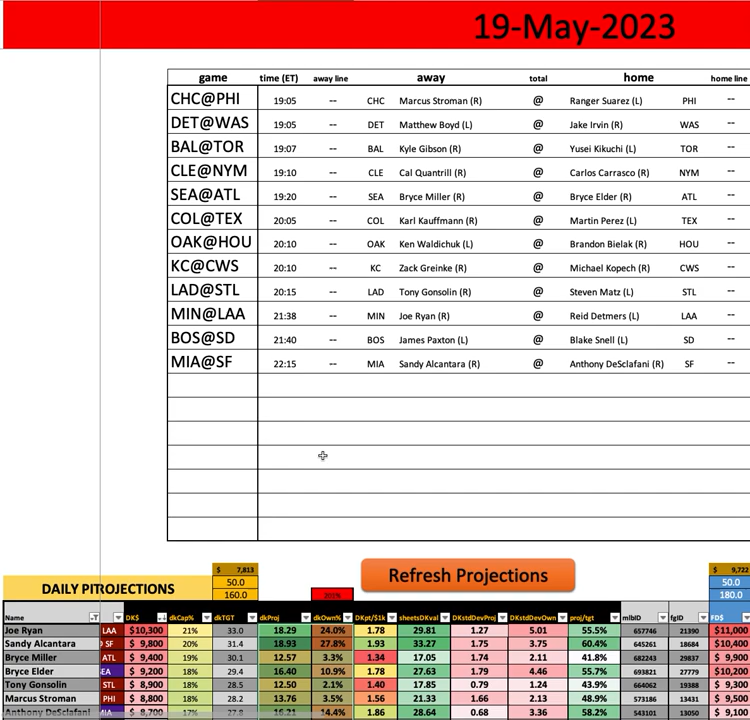 19-May-2023
game time (ET) away line away total home home line
CHC@PHI 19:05 -- CHC Marcus Stroman (R) @ Ranger Suarez (L) PHI --
DET@WAS 19:05 -- DET Matthew Boyd (L) @ Jake Irvin (R) WAS --
BAL@TOR 19:07 -- BAL Kyle Gibson (R) @ Yusei Kikuchi (L) TOR --
CLE@NYM 19:10 -- CLE Cal Quantrill (R) @ Carlos Carrasco (R) NYM --
SEA@ATL 19:20 -- SEA Bryce Miller (R) @ Bryce Elder (R) ATL --
COL@TEX 20:05 -- COL Karl Kauffmann (R) @ Martin Perez (L) TEX --
OAK@HOU 20:10 -- OAK Ken Waldichuk (L) @ Brandon Bielak (R) HOU --
KC@CWS 20:10 -- KC Zack Greinke (R) @ Michael Kopech (R) CWS --
LAD@STL 20:15 -- LAD Tony Gonsolin (R) @ Steven Matz (L) STL --
MIN@LAA 21:38 -- MIN Joe Ryan (R) @ Reid Detmers (L) LAA --
BOS@SD 21:40 -- BOS James Paxton (L) @ Blake Snell (L) SD --
MIA@SF 22:15 -- MIA Sandy Alcantara (R) @ Anthony DeSclafani (R) SF --
$ 7,813 Refresh Projections $ 9,722
DAILY PITROJECTIONS 50.0 50.0
160.0 201% 180.0
Name DK$ dkCap% dkTGT dkProj dkOwn% DKpt/$1k sheetsDKval DKstdDevProj DKstdDevOwn proj/tgt mlbID fgID FD$
Joe Ryan LAA $10,300 21% 33.0 18.29 24.0% 1.78 29.81 1.27 5.01 55.5% 657746 21390 $11,000
Sandy Alcantara SF $ 9,800 20% 31.4 18.93 27.8% 1.93 33.27 1.75 3.75 60.4% 645261 18684 $10,400
Bryce Miller ATL $ 9,400 19% 30.1 12.57 3.3% 1.34 17.05 1.74 2.11 41.8% 682243 29837 $ 9,900
Bryce Elder EA $ 9,200 18% 29.4 16.40 10.9% 1.78 27.63 1.79 4.46 55.7% 693821 27779 $10,200
Tony Gonsolin STL $ 8,900 18% 28.5 12.50 2.1% 1.40 17.85 0.79 1.24 43.9% 664062 19388 $ 9,300
Marcus Stroman PHI $ 8,800 18% 28.2 13.76 3.5% 1.56 21.33 1.66 2.13 48.9% 573186 13431 $ 9,600
Anthony DeSclafani MIA $ 8,700 17% 27.8 16.21 14.4% 1.86 28.64 0.68 3.36 58.2% 543101 13050 $ 9,100